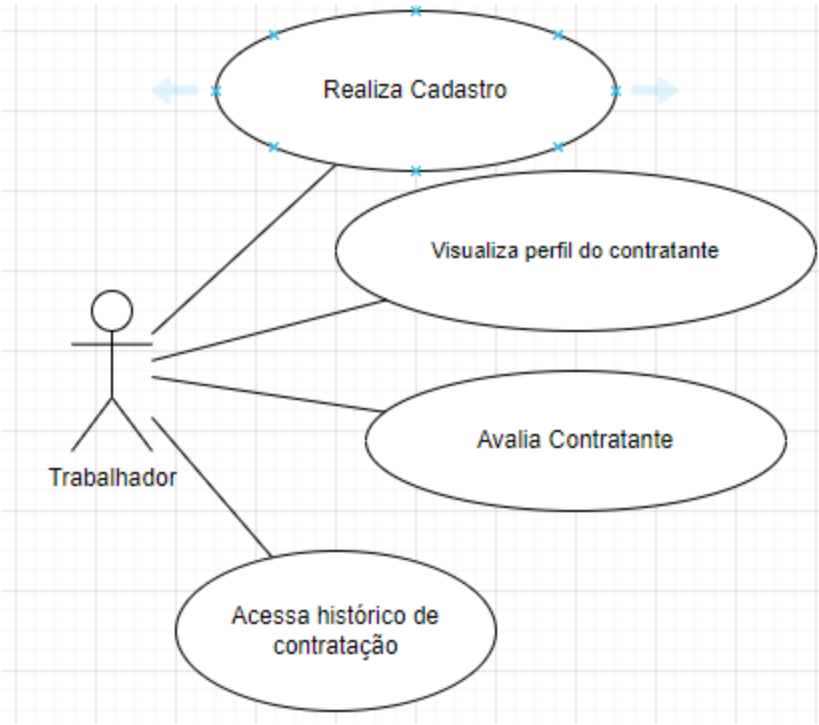 Realiza Cadastro
Visualiza perfil do contratante
Avalia Contratante
Trabalhador
Acessa histórico de
contratação